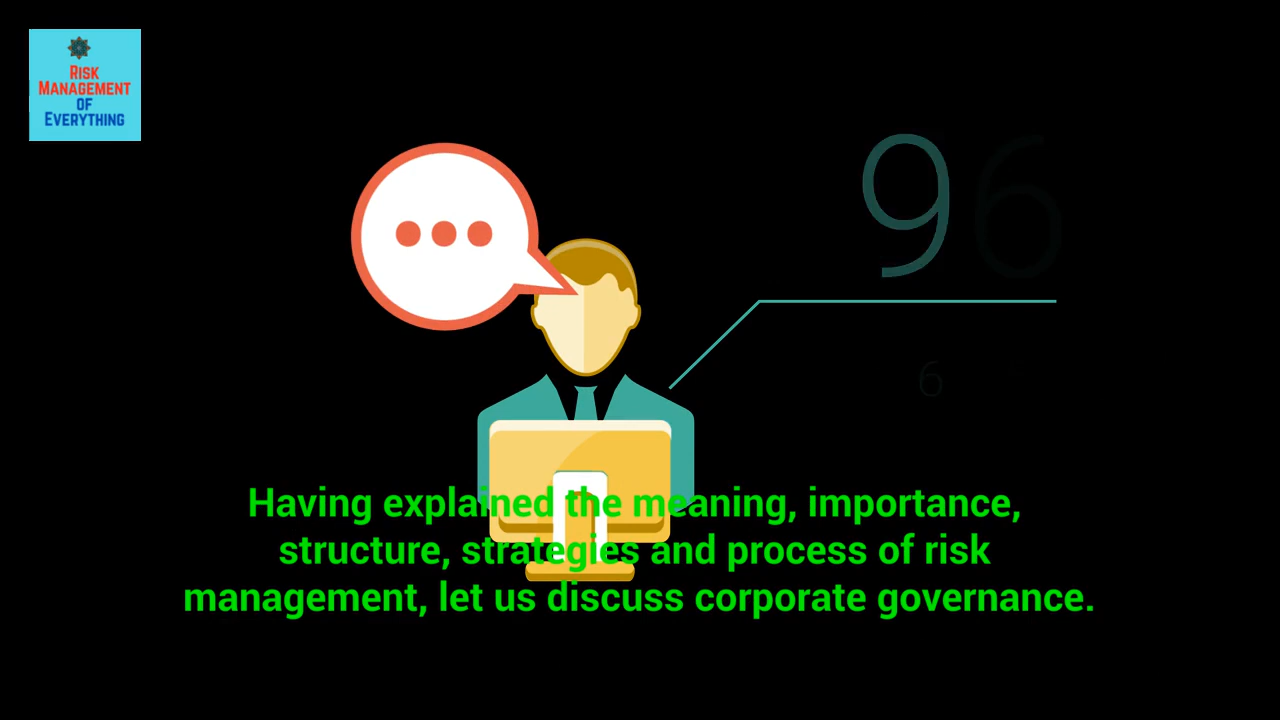 RISK
MANAGEMENT
OF
EVERYTHING
96
6
Having explained the meaning, importance,
structure, strategies and process of risk
management, let us discuss corporate governance.